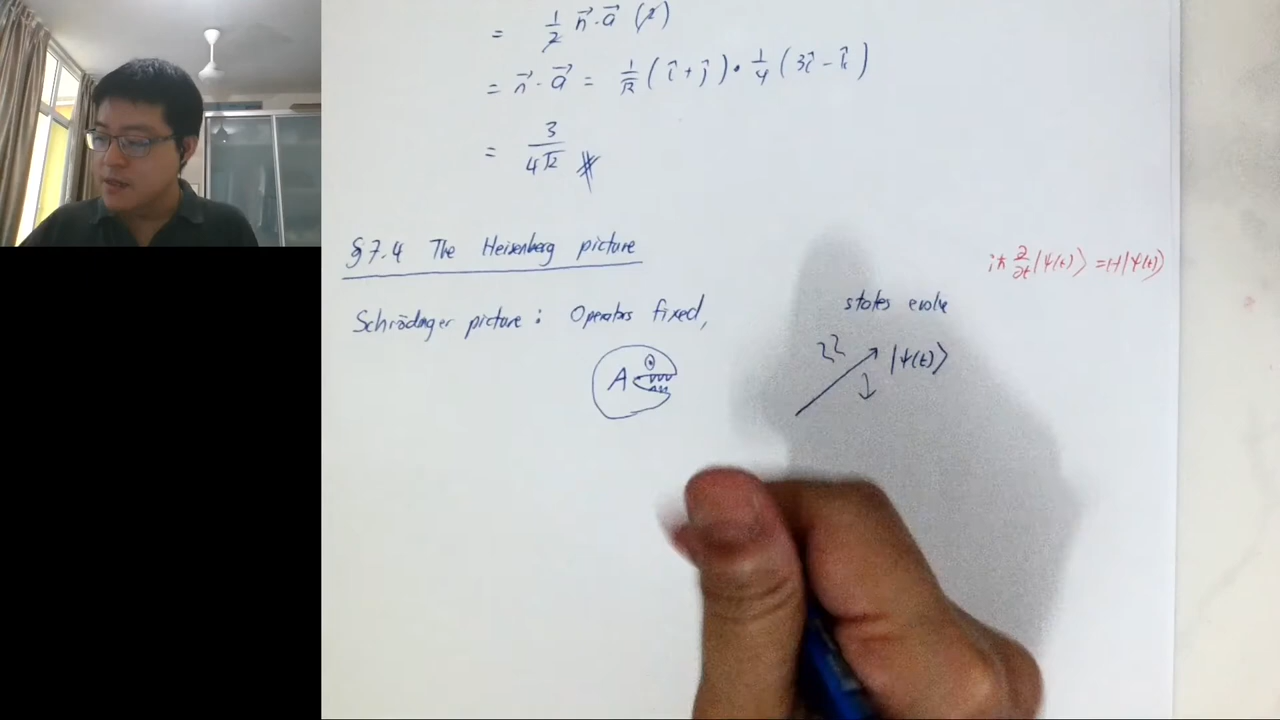 = 1/2 n⃗·a⃗ (2)
= n⃗·a⃗ = 1/√2 (i⃗+j⃗)·1/4 (3i⃗-k⃗)
= 3/4√2
§7.4 The Heisenberg picture
iħ ∂/∂t|Ψ(t)⟩=H|Ψ(t)⟩
Schrödinger picture: Operators fixed, states evolve
A
|Ψ(t)⟩